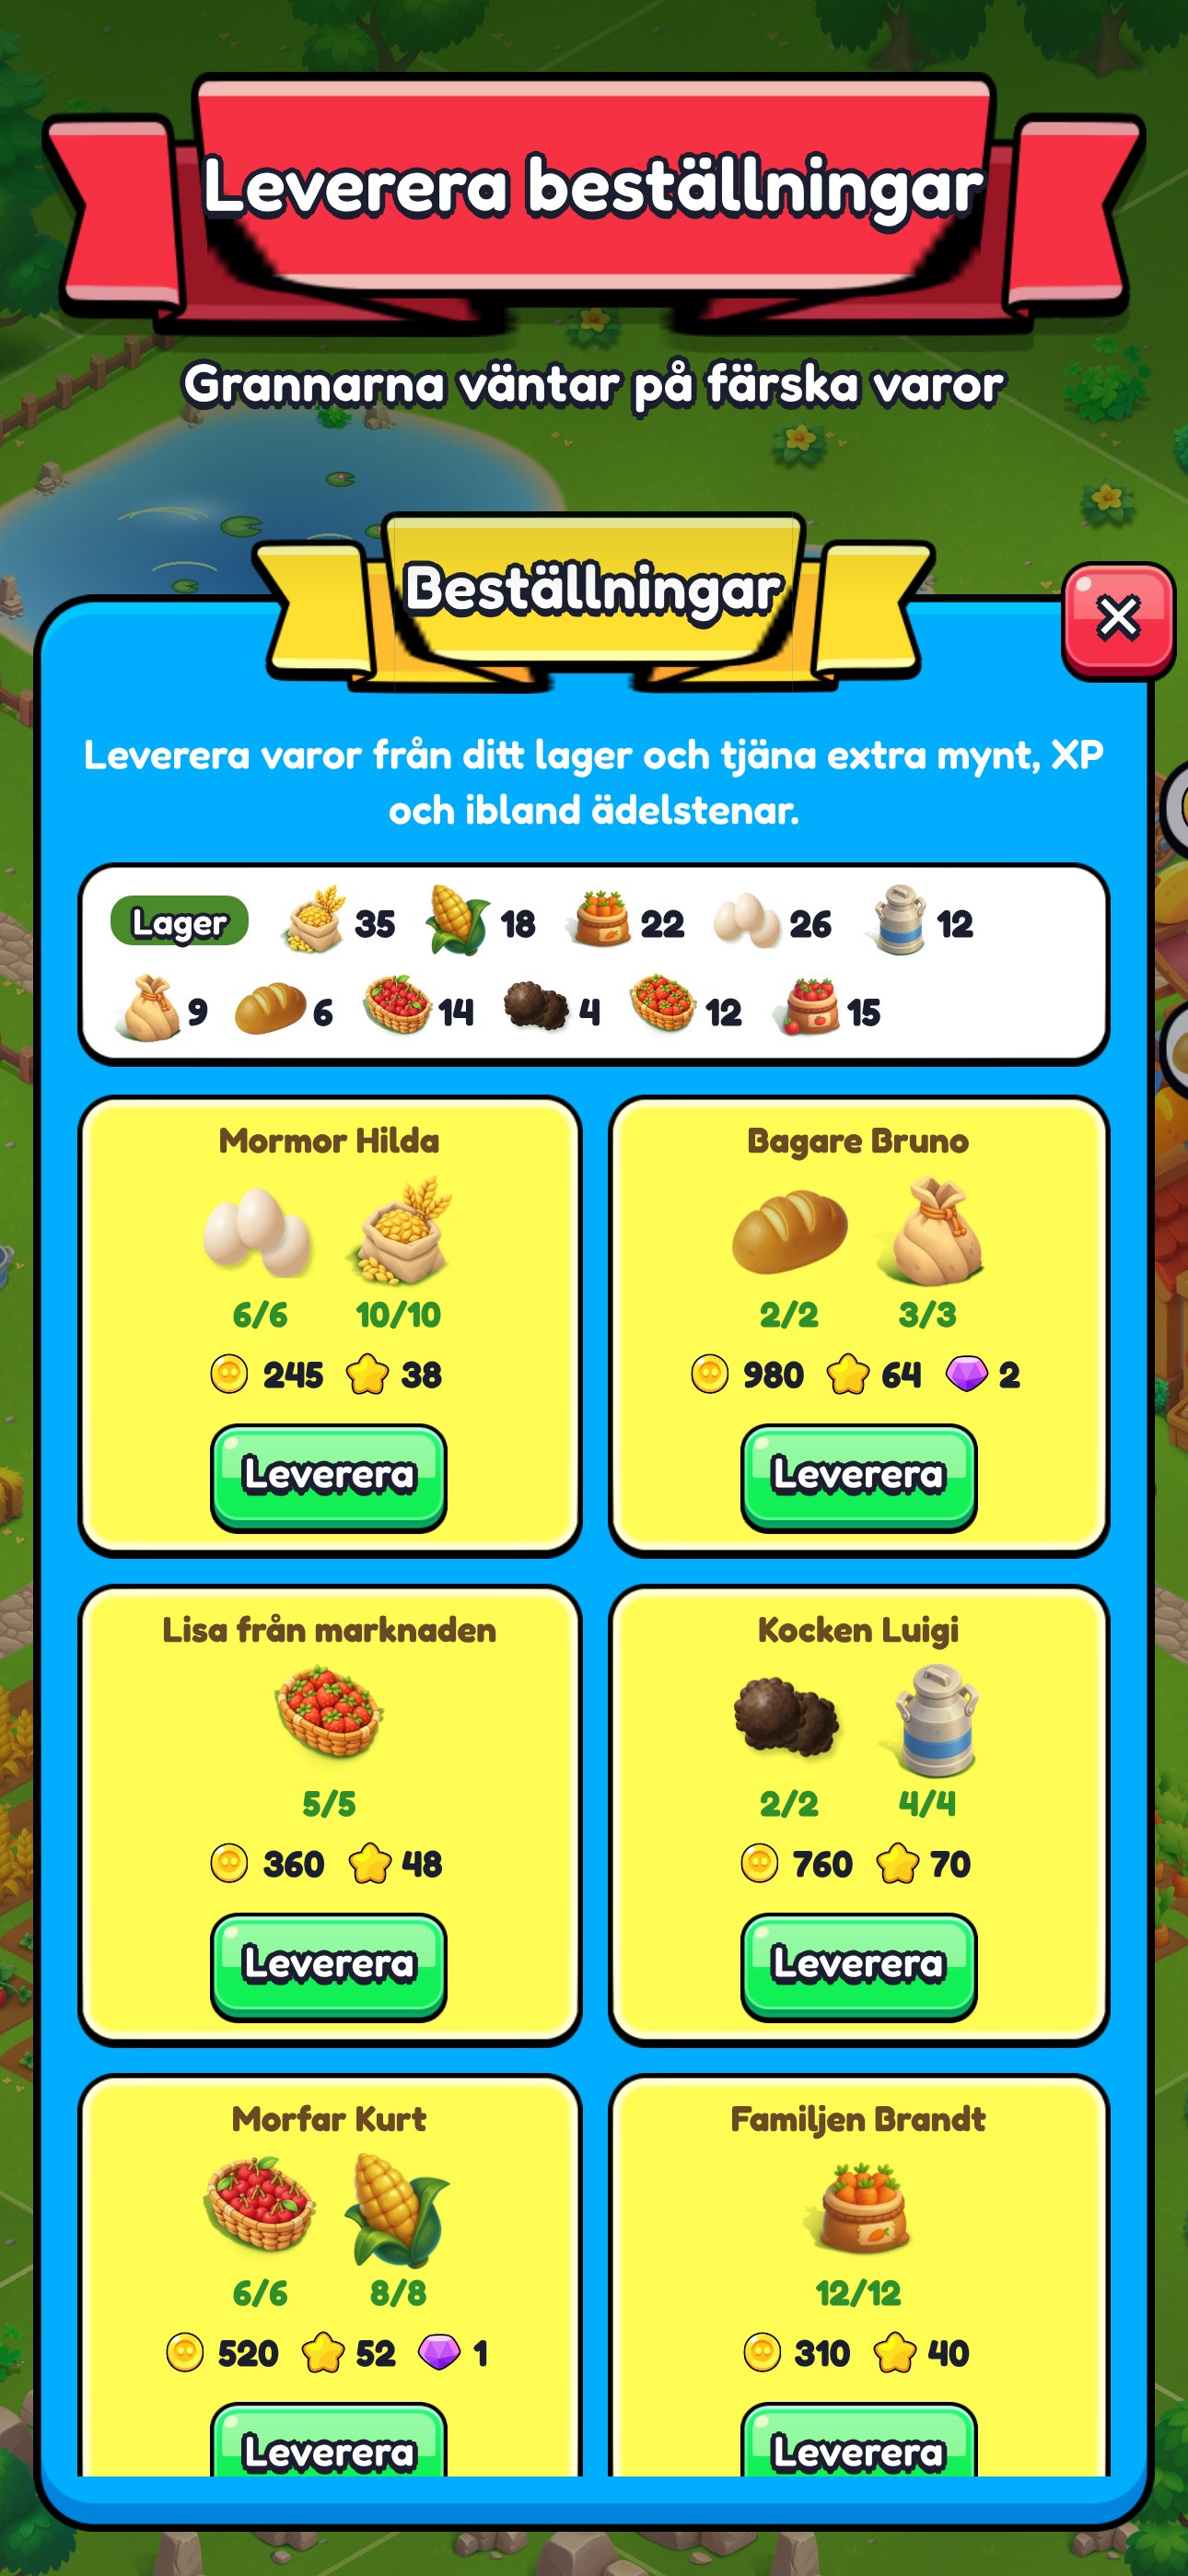 Leverera beställningar
Grannarna väntar på färska varor
Beställningar
Leverera varor från ditt lager och tjäna extra mynt, XP
och ibland ädelstenar.
Lager 35 18 22 26 12
9 6 14 4 12 15
Mormor Hilda
6/6 10/10
245 38
Leverera
Bagare Bruno
2/2 3/3
980 64 2
Leverera
Lisa från marknaden
5/5
360 48
Leverera
Kocken Luigi
2/2 4/4
760 70
Leverera
Morfar Kurt
6/6 8/8
520 52 1
Leverera
Familjen Brandt
12/12
310 40
Leverera